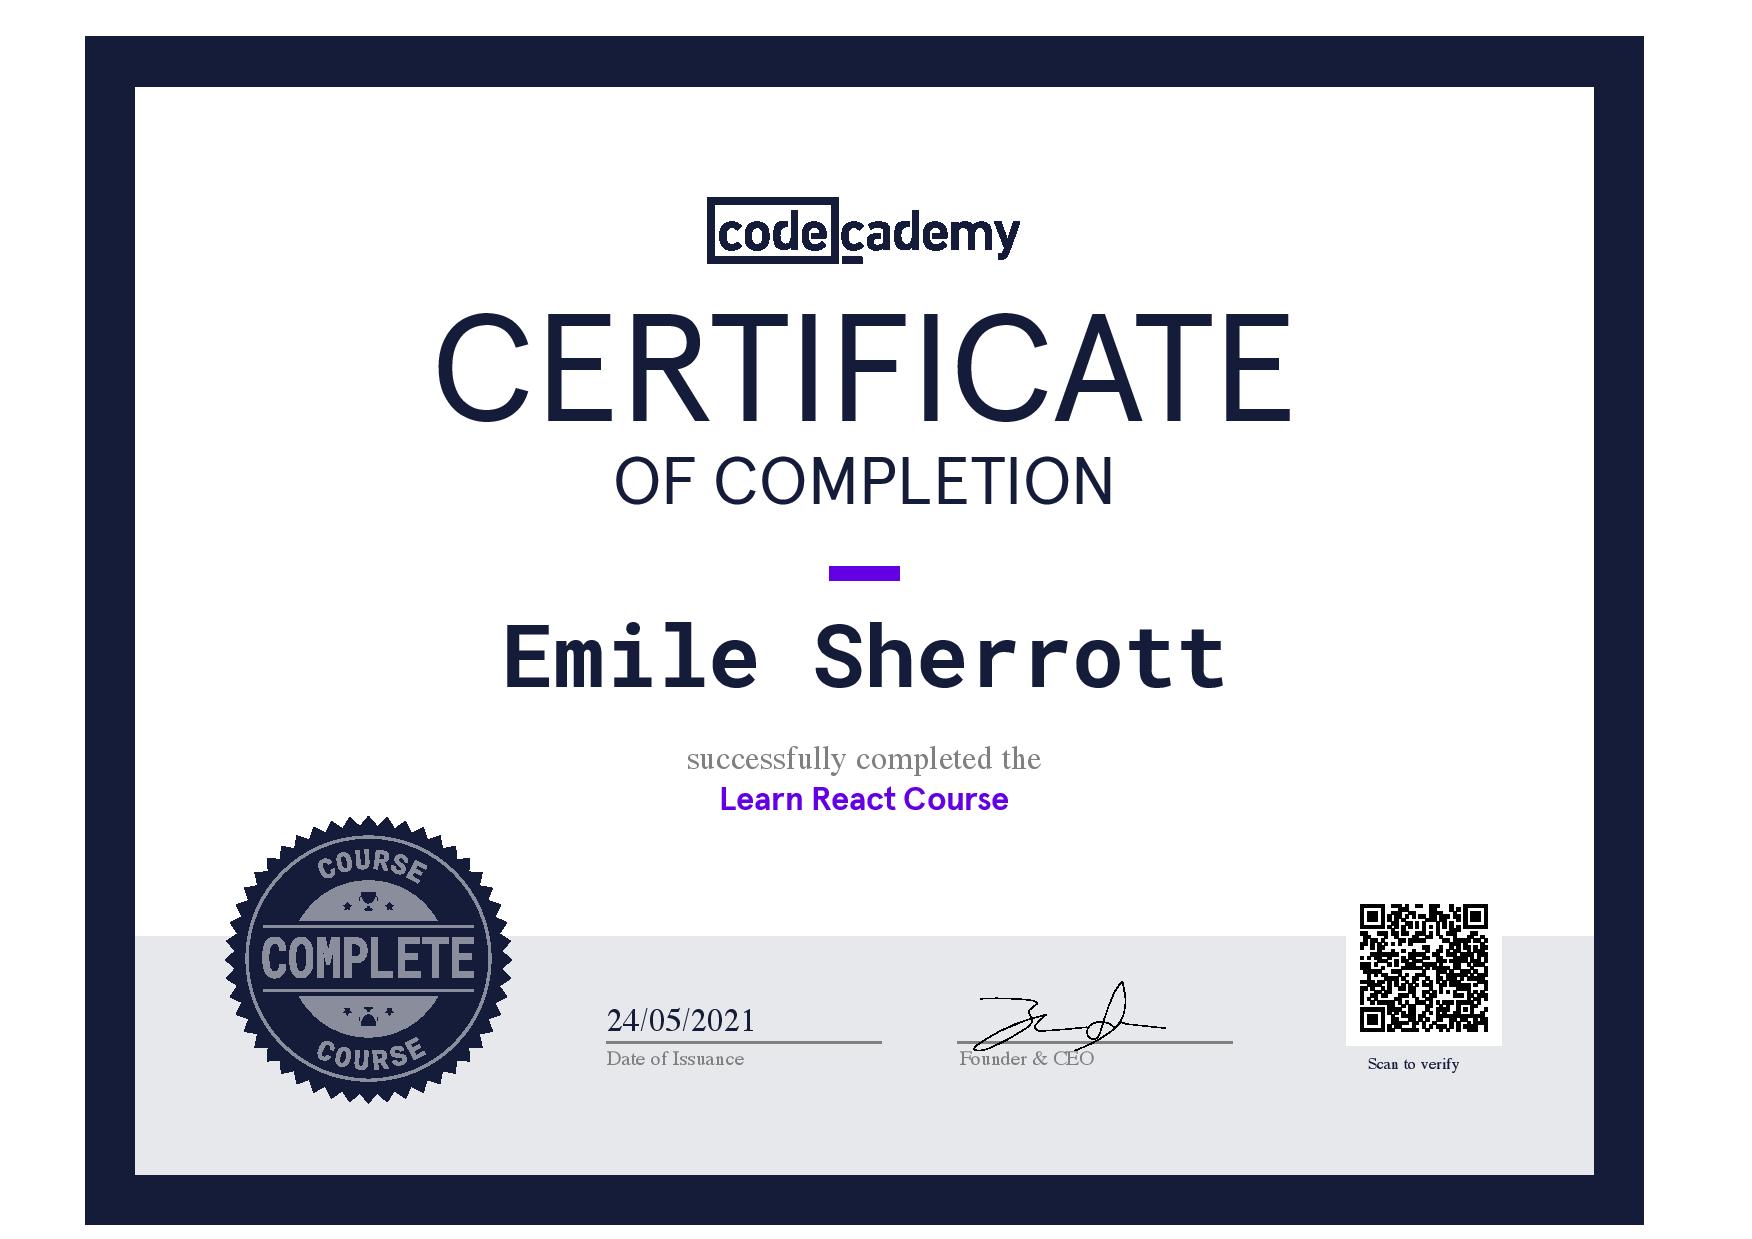 codecademy
CERTIFICATE
OF COMPLETION
Emile Sherrott
successfully completed the
Learn React Course
COURSE
COMPLETE
COURSE
24/05/2021
Date of Issuance
Founder & CEO
Scan to verify